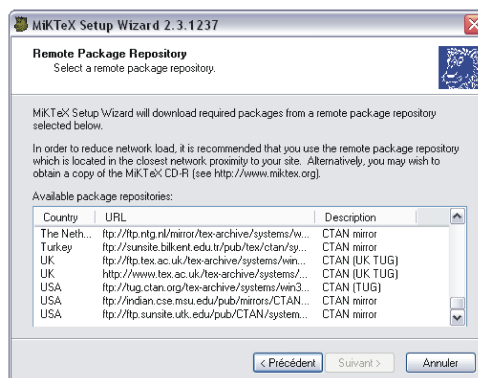 MiKTeX Setup Wizard 2.3.1237
Remote Package Repository
Select a remote package repository.
MiKTeX Setup Wizard will download required packages from a remote package repository
selected below.
In order to reduce network load, it is recommended that you use the remote package repository
which is located in the closest network proximity to your site. Alternatively, you may wish to
obtain a copy of the MiKTeX CD-R (see http://www.miktex.org).
Available package repositories:
Country URL Description
The Neth... ftp://ftp.ntg.nl/mirror/tex-archive/systems/w... CTAN mirror
Turkey ftp://sunsite.bilkent.edu.tr/pub/tex/ctan/sy... CTAN mirror
UK ftp://ftp.tex.ac.uk/tex-archive/systems/win... CTAN (UK TUG)
UK http://www.tex.ac.uk/tex-archive/systems/... CTAN (UK TUG)
USA ftp://tug.ctan.org/tex-archive/systems/win3... CTAN (TUG)
USA ftp://indian.cse.msu.edu/pub/mirrors/CTAN... CTAN mirror
USA ftp://ftp.sunsite.utk.edu/pub/CTAN/system... CTAN mirror
< Précédent Suivant > Annuler